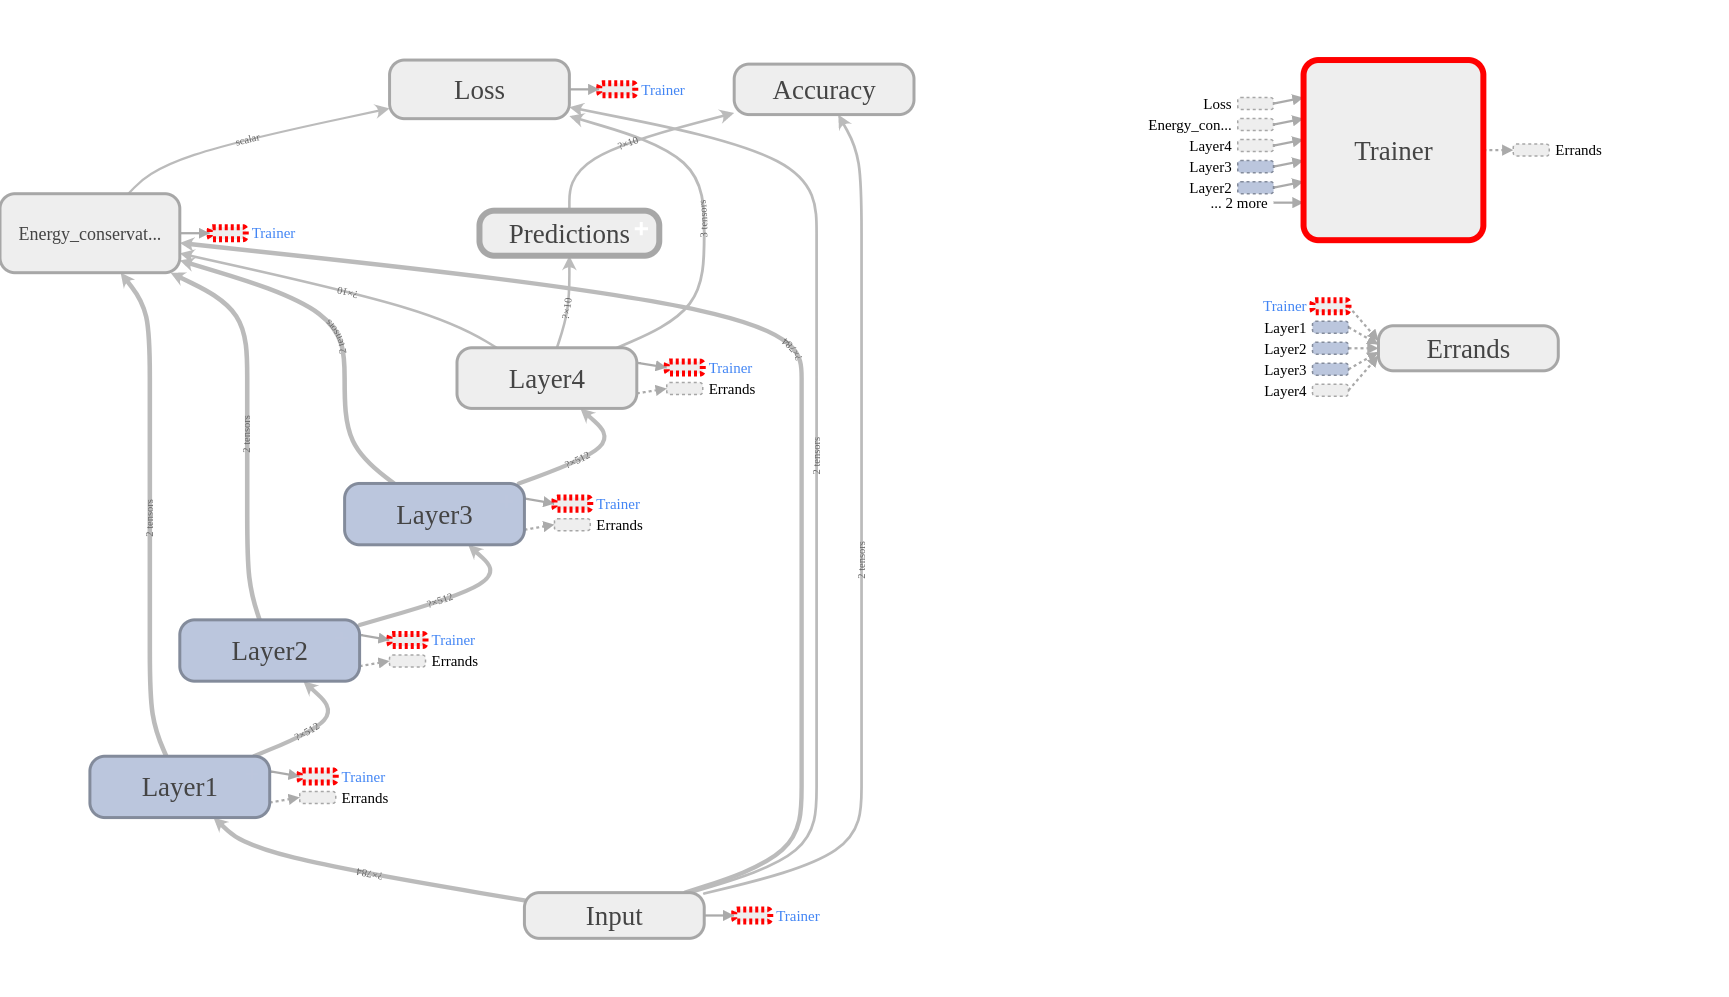 Loss
Trainer
Accuracy
scalar
?×10
Energy_conservat...
Trainer
Predictions
3 tensors
?×10
?×10
2 tensors
?×784
Layer4
Trainer
Errands
2 tensors
2 tensors
?×512
Layer3
Trainer
Errands
2 tensors
2 tensors
?×512
Layer2
Trainer
Errands
?×512
Layer1
Trainer
Errands
?×784
Input
Trainer
Loss
Energy_con...
Layer4
Layer3
Layer2
... 2 more
Trainer
Errands
Trainer
Layer1
Layer2
Layer3
Layer4
Errands